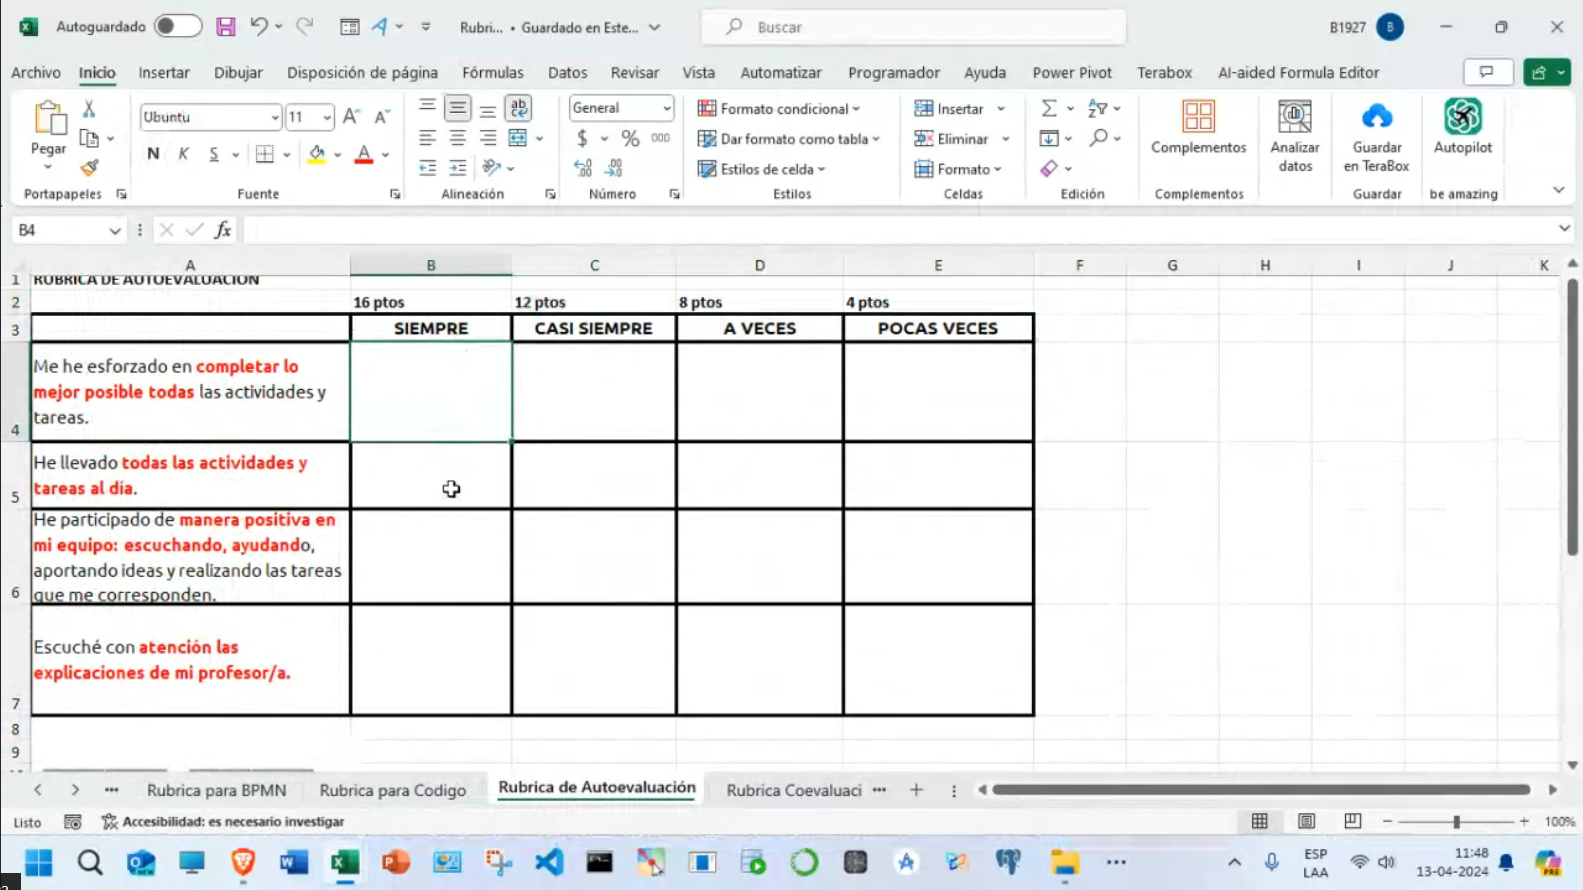 Autoguardado
Rubri... • Guardado en Este...
Buscar
B1927
B
Archivo
Inicio
Insertar
Dibujar
Disposición de página
Fórmulas
Datos
Revisar
Vista
Automatizar
Programador
Ayuda
Power Pivot
Terabox
AI-aided Formula Editor
Pegar
Portapapeles
Ubuntu
11
N K S
Fuente
ab
Alineación
General
$ % 000
Número
Formato condicional
Dar formato como tabla
Estilos de celda
Estilos
Insertar
Eliminar
Formato
Celdas
Edición
Complementos
Complementos
Analizar
datos
Guardar
en TeraBox
Guardar
Autopilot
be amazing
B4
fx
A B C D E F G H I J K
1 RUBRICA DE AUTOEVALUACION
2 16 ptos 12 ptos 8 ptos 4 ptos
3 SIEMPRE CASI SIEMPRE A VECES POCAS VECES
Me he esforzado en completar lo
mejor posible todas las actividades y
tareas.
4
He llevado todas las actividades y
tareas al día.
5
He participado de manera positiva en
mi equipo: escuchando, ayudando,
aportando ideas y realizando las tareas
que me corresponden.
6
Escuché con atención las
explicaciones de mi profesor/a.
7
8
9
... Rubrica para BPMN
Rubrica para Codigo
Rubrica de Autoevaluación
Rubrica Coevaluaci ...
Listo
Accesibilidad: es necesario investigar
100%
ESP
LAA
11:48
13-04-2024
NEW
PRE